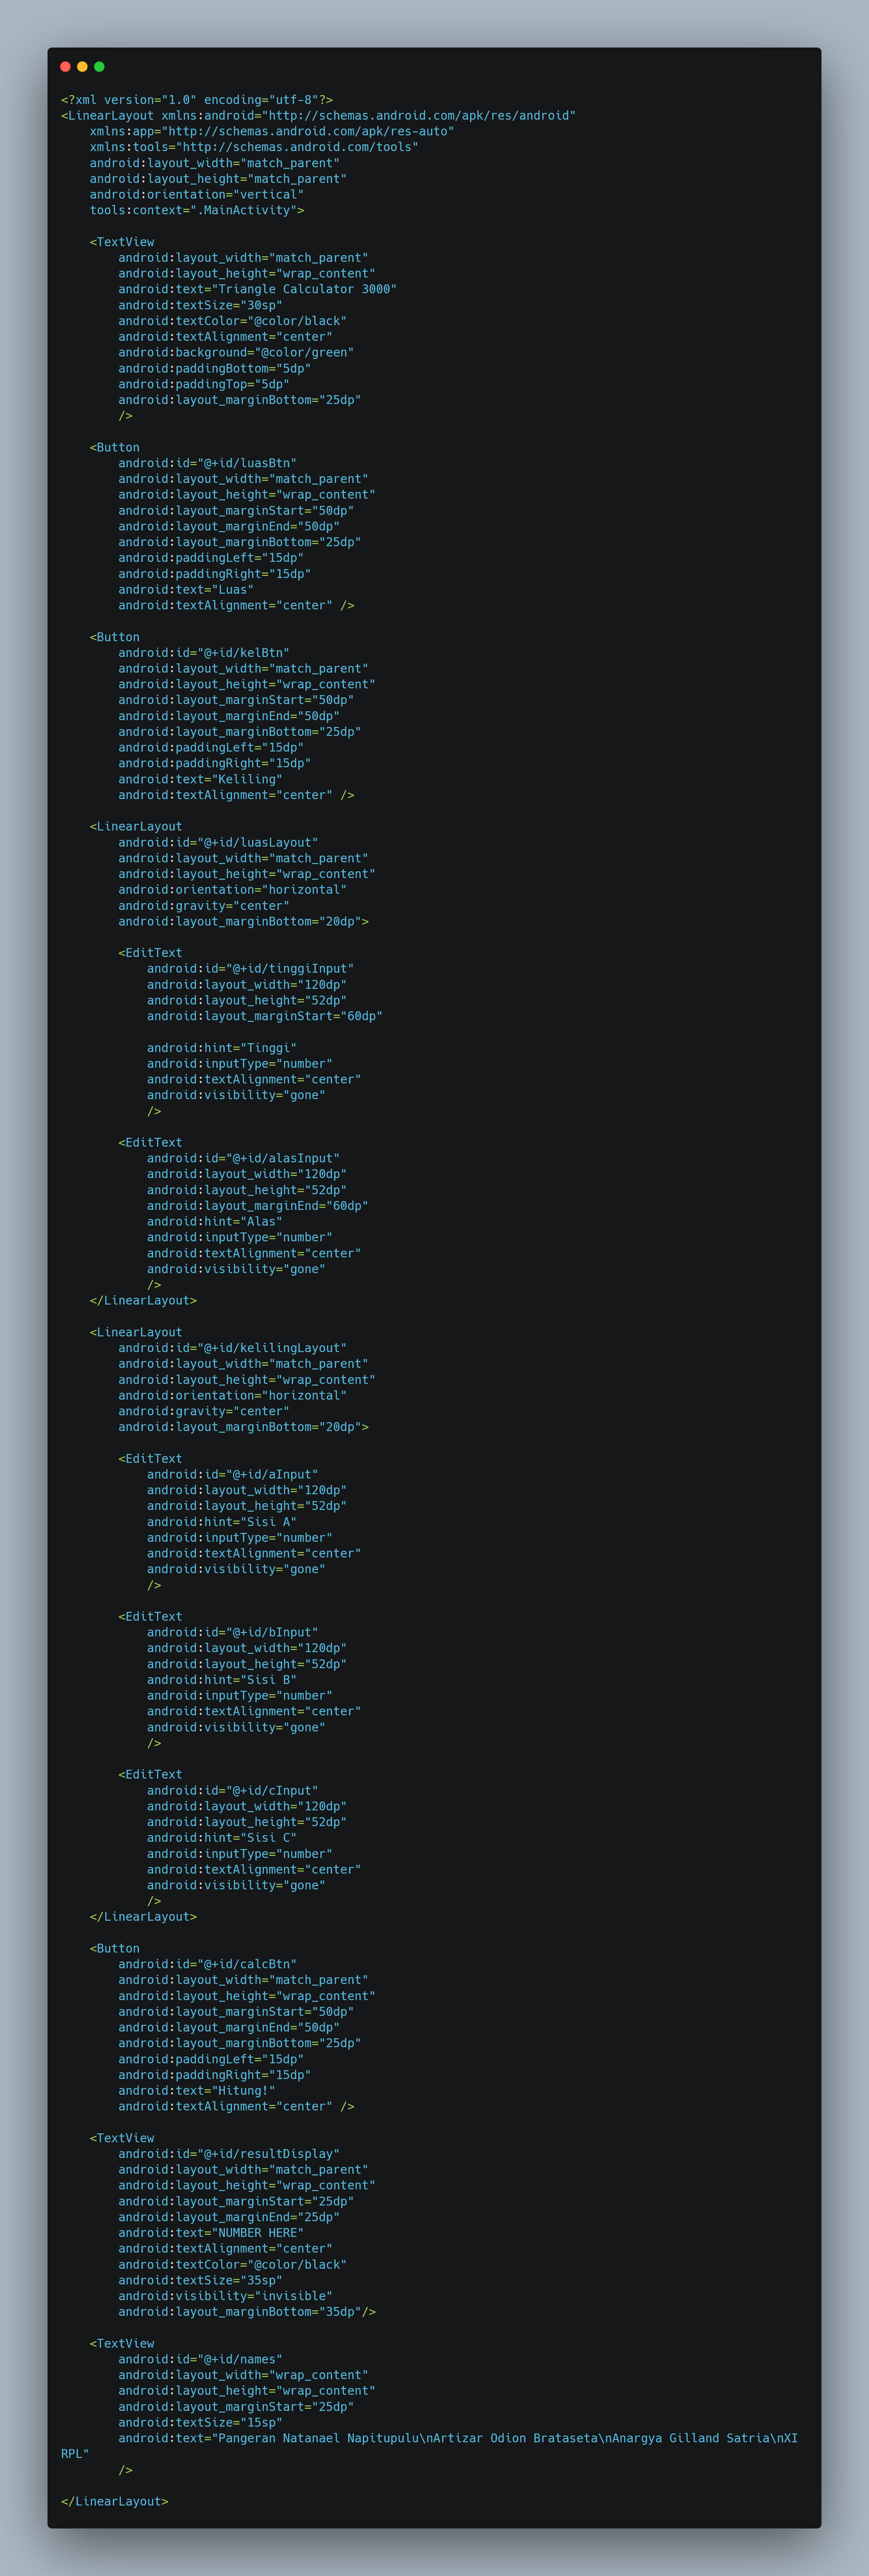 <?xml version="1.0" encoding="utf-8"?>
<LinearLayout xmlns:android="http://schemas.android.com/apk/res/android"
    xmlns:app="http://schemas.android.com/apk/res-auto"
    xmlns:tools="http://schemas.android.com/tools"
    android:layout_width="match_parent"
    android:layout_height="match_parent"
    android:orientation="vertical"
    tools:context=".MainActivity">

    <TextView
        android:layout_width="match_parent"
        android:layout_height="wrap_content"
        android:text="Triangle Calculator 3000"
        android:textSize="30sp"
        android:textColor="@color/black"
        android:textAlignment="center"
        android:background="@color/green"
        android:paddingBottom="5dp"
        android:paddingTop="5dp"
        android:layout_marginBottom="25dp"
        />

    <Button
        android:id="@+id/luasBtn"
        android:layout_width="match_parent"
        android:layout_height="wrap_content"
        android:layout_marginStart="50dp"
        android:layout_marginEnd="50dp"
        android:layout_marginBottom="25dp"
        android:paddingLeft="15dp"
        android:paddingRight="15dp"
        android:text="Luas"
        android:textAlignment="center" />

    <Button
        android:id="@+id/kelBtn"
        android:layout_width="match_parent"
        android:layout_height="wrap_content"
        android:layout_marginStart="50dp"
        android:layout_marginEnd="50dp"
        android:layout_marginBottom="25dp"
        android:paddingLeft="15dp"
        android:paddingRight="15dp"
        android:text="Keliling"
        android:textAlignment="center" />

    <LinearLayout
        android:id="@+id/luasLayout"
        android:layout_width="match_parent"
        android:layout_height="wrap_content"
        android:orientation="horizontal"
        android:gravity="center"
        android:layout_marginBottom="20dp">

        <EditText
            android:id="@+id/tinggiInput"
            android:layout_width="120dp"
            android:layout_height="52dp"
            android:layout_marginStart="60dp"

            android:hint="Tinggi"
            android:inputType="number"
            android:textAlignment="center"
            android:visibility="gone"
            />

        <EditText
            android:id="@+id/alasInput"
            android:layout_width="120dp"
            android:layout_height="52dp"
            android:layout_marginEnd="60dp"
            android:hint="Alas"
            android:inputType="number"
            android:textAlignment="center"
            android:visibility="gone"
            />
    </LinearLayout>

    <LinearLayout
        android:id="@+id/kelilingLayout"
        android:layout_width="match_parent"
        android:layout_height="wrap_content"
        android:orientation="horizontal"
        android:gravity="center"
        android:layout_marginBottom="20dp">

        <EditText
            android:id="@+id/aInput"
            android:layout_width="120dp"
            android:layout_height="52dp"
            android:hint="Sisi A"
            android:inputType="number"
            android:textAlignment="center"
            android:visibility="gone"
            />

        <EditText
            android:id="@+id/bInput"
            android:layout_width="120dp"
            android:layout_height="52dp"
            android:hint="Sisi B"
            android:inputType="number"
            android:textAlignment="center"
            android:visibility="gone"
            />

        <EditText
            android:id="@+id/cInput"
            android:layout_width="120dp"
            android:layout_height="52dp"
            android:hint="Sisi C"
            android:inputType="number"
            android:textAlignment="center"
            android:visibility="gone"
            />
    </LinearLayout>

    <Button
        android:id="@+id/calcBtn"
        android:layout_width="match_parent"
        android:layout_height="wrap_content"
        android:layout_marginStart="50dp"
        android:layout_marginEnd="50dp"
        android:layout_marginBottom="25dp"
        android:paddingLeft="15dp"
        android:paddingRight="15dp"
        android:text="Hitung!"
        android:textAlignment="center" />

    <TextView
        android:id="@+id/resultDisplay"
        android:layout_width="match_parent"
        android:layout_height="wrap_content"
        android:layout_marginStart="25dp"
        android:layout_marginEnd="25dp"
        android:text="NUMBER HERE"
        android:textAlignment="center"
        android:textColor="@color/black"
        android:textSize="35sp"
        android:visibility="invisible"
        android:layout_marginBottom="35dp"/>

    <TextView
        android:id="@+id/names"
        android:layout_width="wrap_content"
        android:layout_height="wrap_content"
        android:layout_marginStart="25dp"
        android:textSize="15sp"
        android:text="Pangeran Natanael Napitupulu\nArtizar Odion Brataseta\nAnargya Gilland Satria\nXI
RPL"
        />

</LinearLayout>